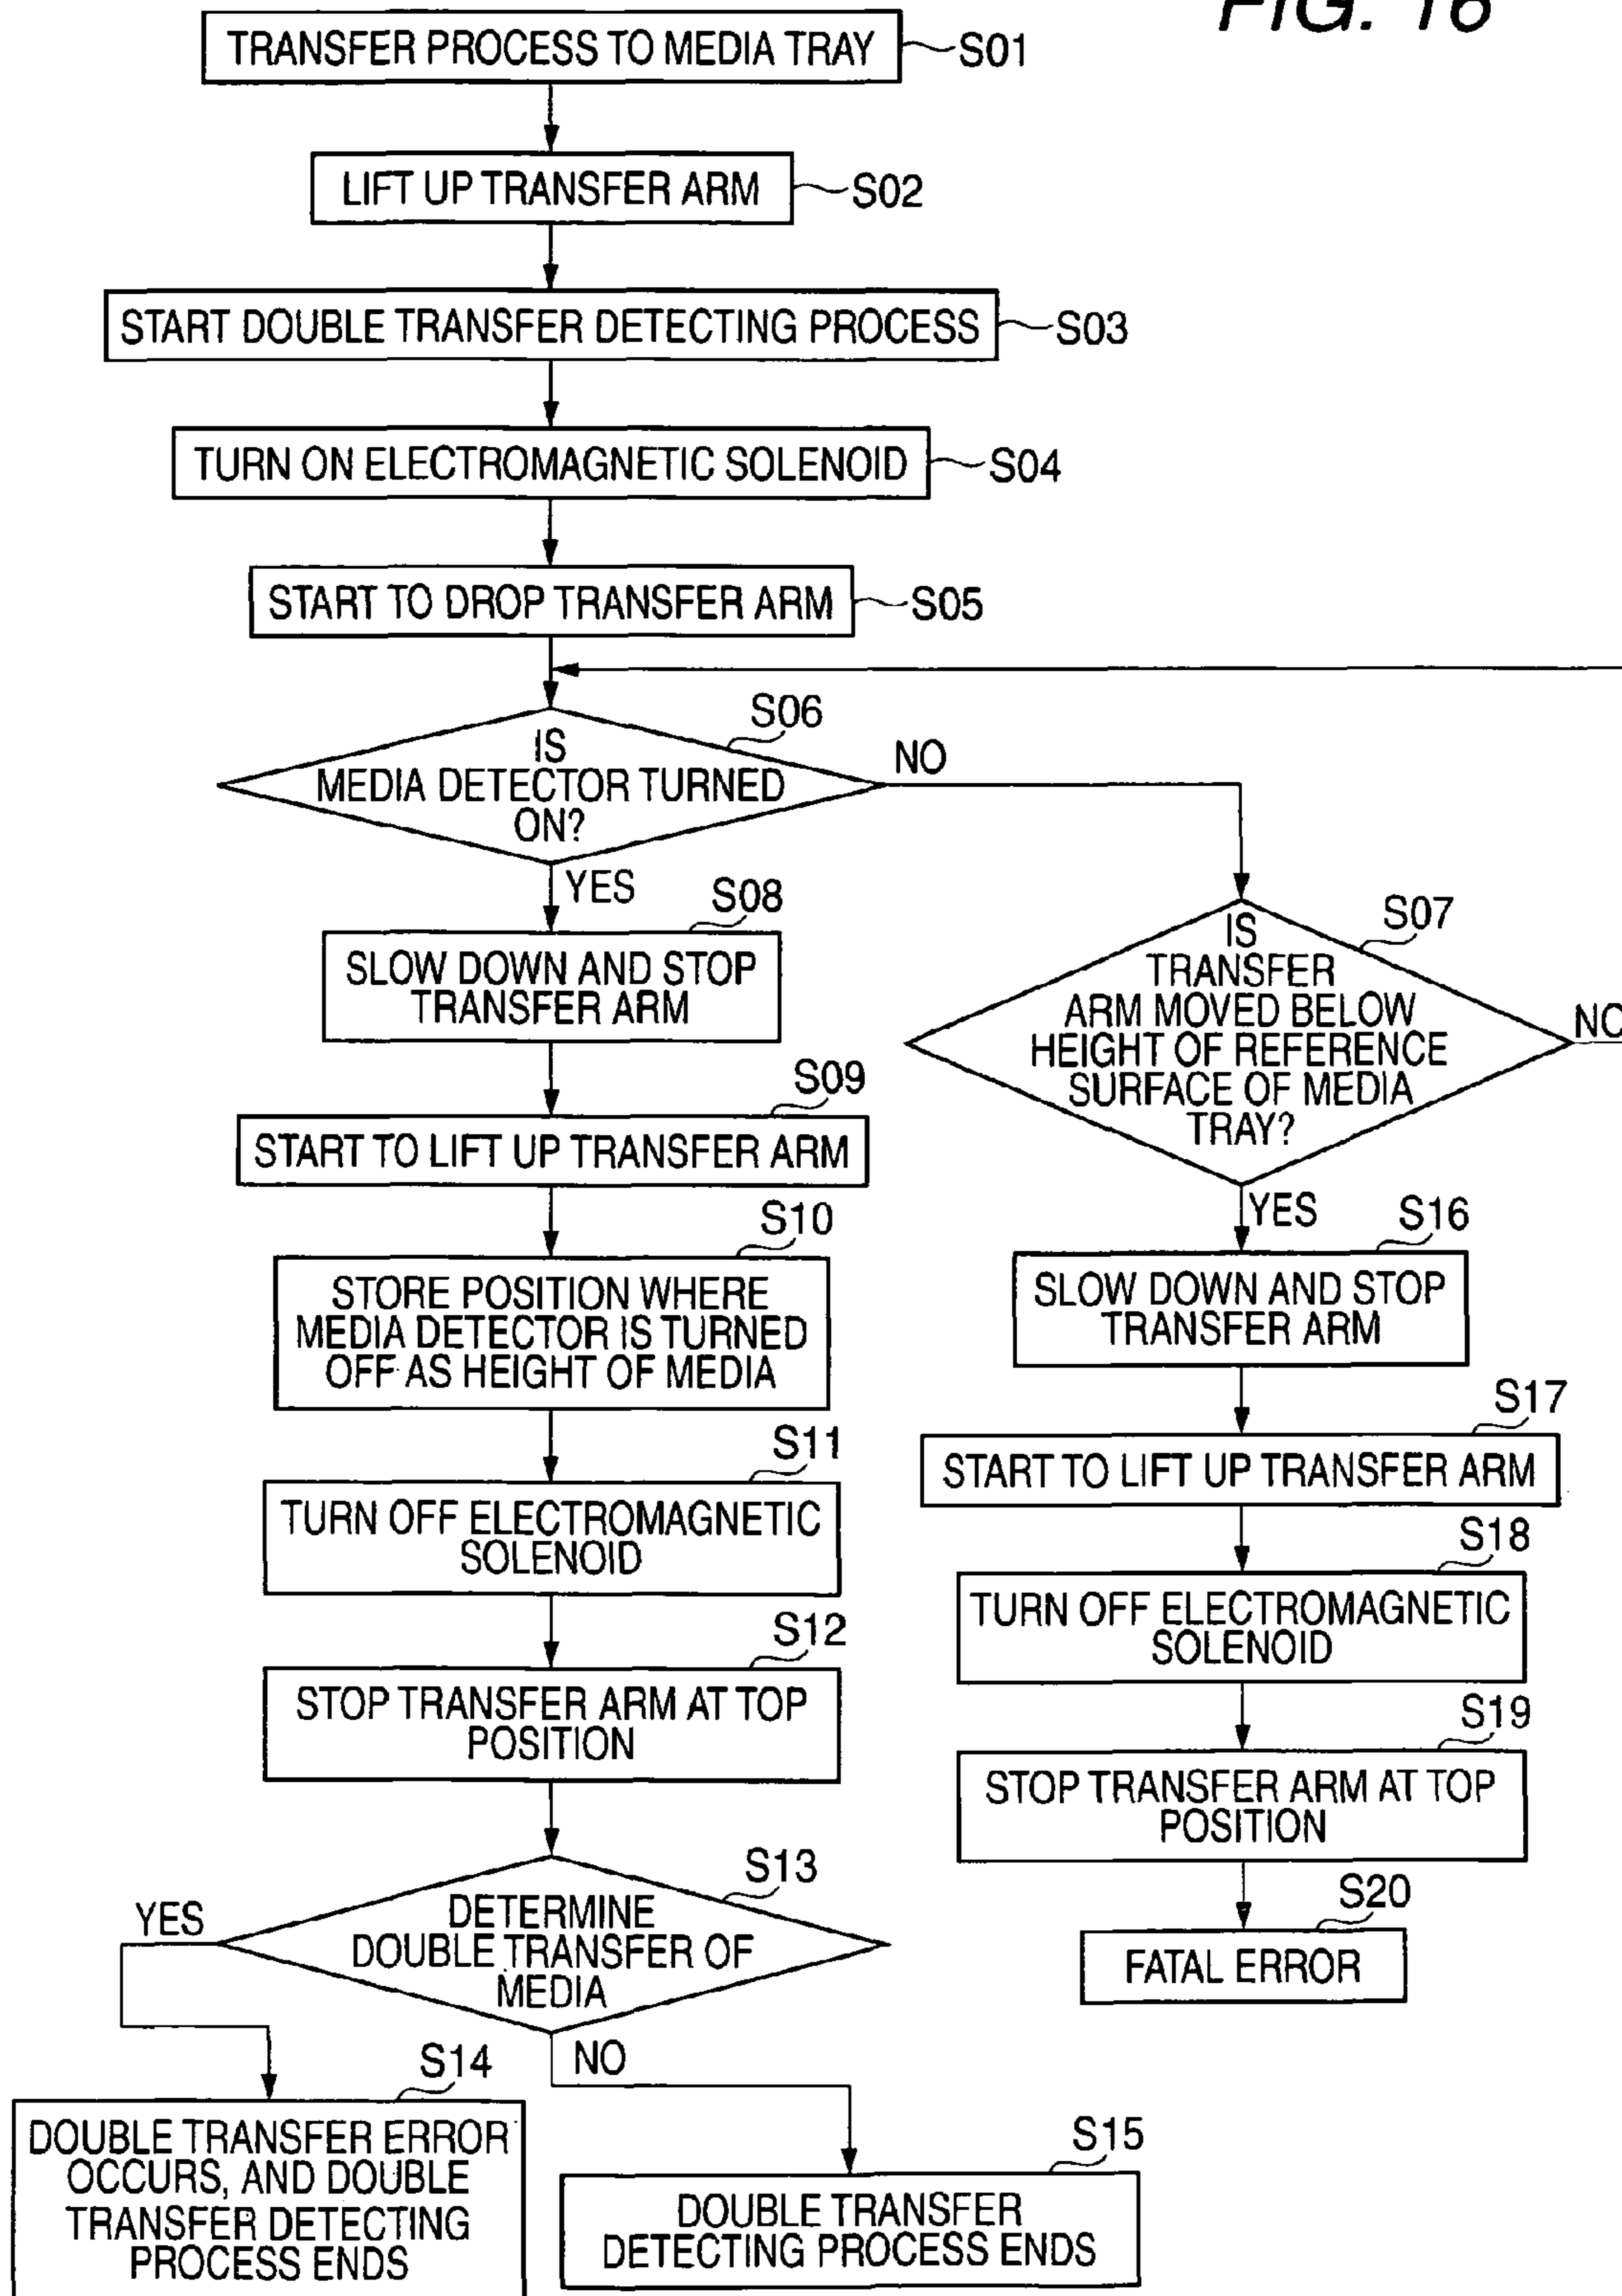 FIG. 16
TRANSFER PROCESS TO MEDIA TRAY
S01
LIFT UP TRANSFER ARM
S02
START DOUBLE TRANSFER DETECTING PROCESS
S03
TURN ON ELECTROMAGNETIC SOLENOID
S04
START TO DROP TRANSFER ARM
S05
S06
IS
MEDIA DETECTOR TURNED
ON?
NO
YES
S08
SLOW DOWN AND STOP
TRANSFER ARM
S09
START TO LIFT UP TRANSFER ARM
S10
STORE POSITION WHERE
MEDIA DETECTOR IS TURNED
OFF AS HEIGHT OF MEDIA
S11
TURN OFF ELECTROMAGNETIC
SOLENOID
S12
STOP TRANSFER ARM AT TOP
POSITION
S13
DETERMINE
DOUBLE TRANSFER OF
MEDIA
YES
NO
S14
DOUBLE TRANSFER ERROR
OCCURS, AND DOUBLE
TRANSFER DETECTING
PROCESS ENDS
S15
DOUBLE TRANSFER
DETECTING PROCESS ENDS
S07
IS
TRANSFER
ARM MOVED BELOW
HEIGHT OF REFERENCE
SURFACE OF MEDIA
TRAY?
NO
YES
S16
SLOW DOWN AND STOP
TRANSFER ARM
S17
START TO LIFT UP TRANSFER ARM
S18
TURN OFF ELECTROMAGNETIC
SOLENOID
S19
STOP TRANSFER ARM AT TOP
POSITION
S20
FATAL ERROR